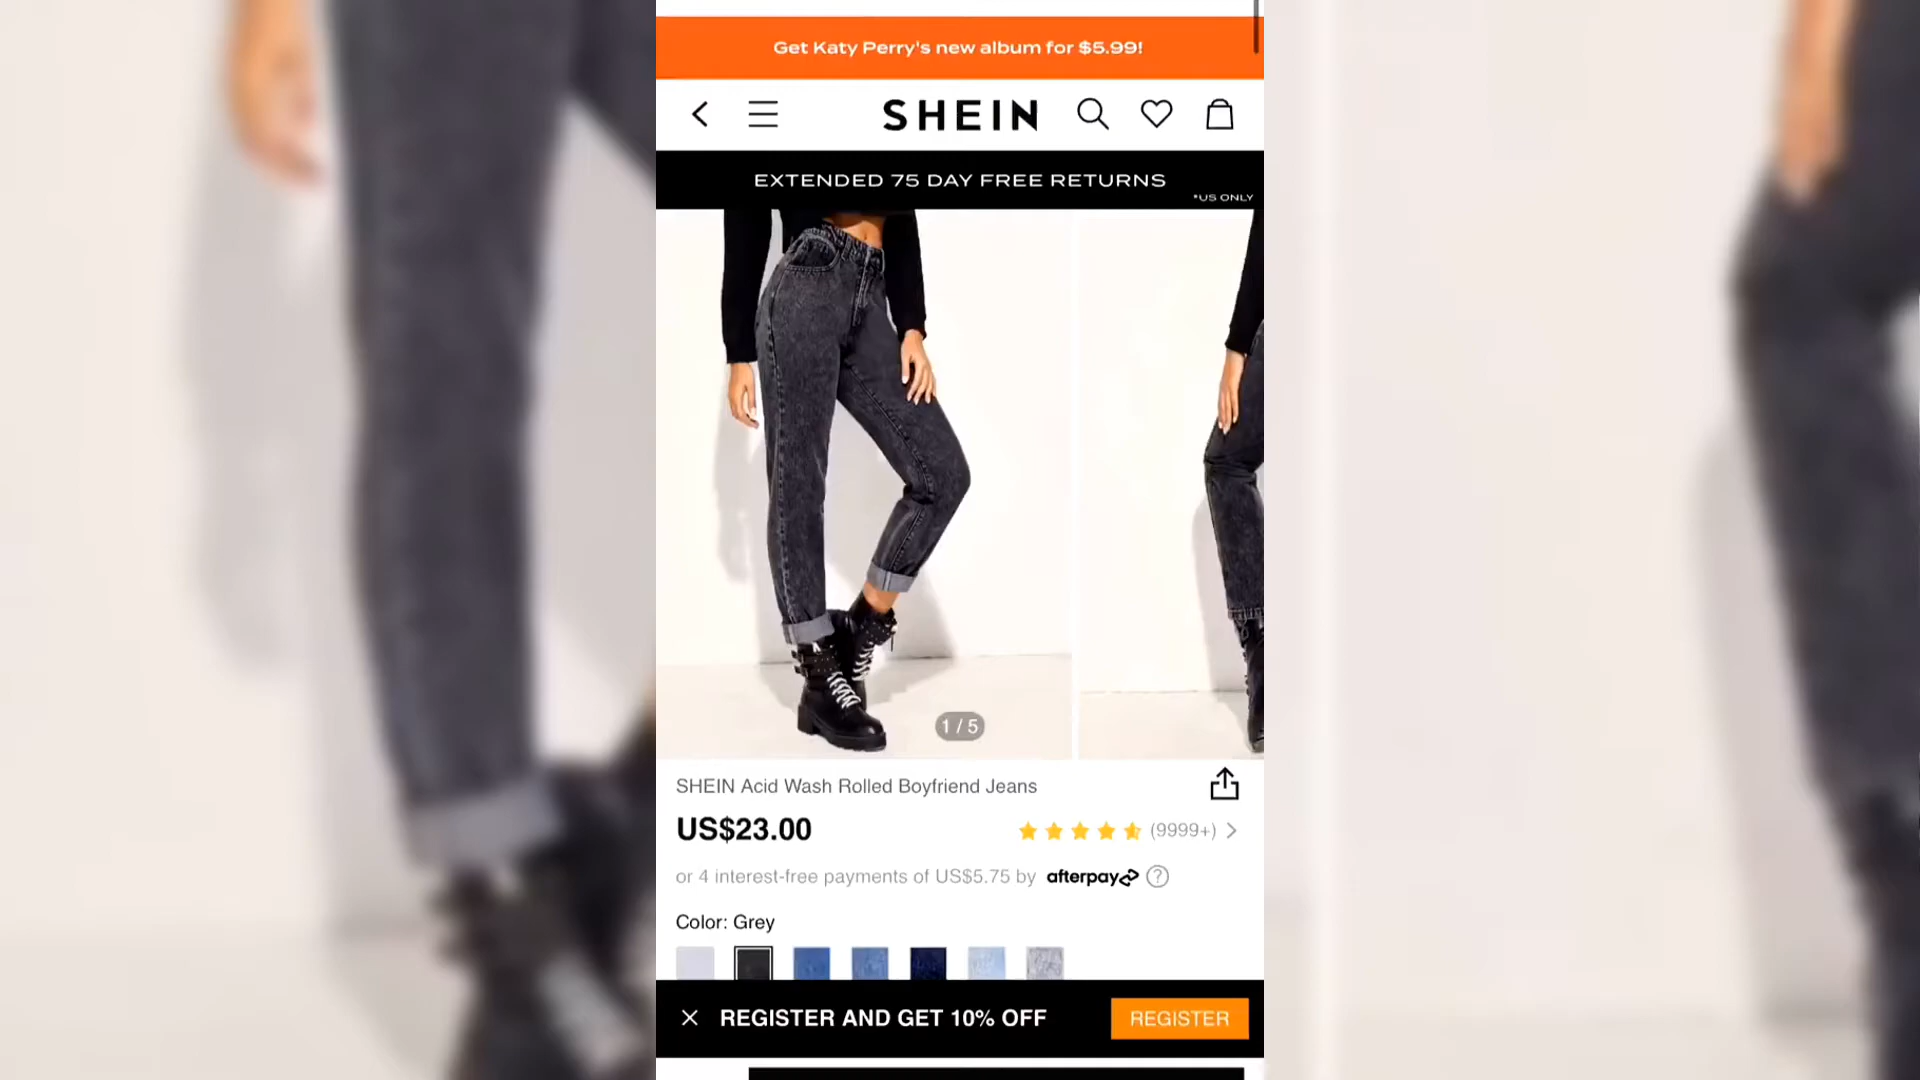 Get Katy Perry's new album for $5.99!
SHEIN
EXTENDED 75 DAY FREE RETURNS
*US ONLY
1 / 5
SHEIN Acid Wash Rolled Boyfriend Jeans
US$23.00
(9999+)
or 4 interest-free payments of US$5.75 by afterpay ?
Color: Grey
REGISTER AND GET 10% OFF
REGISTER